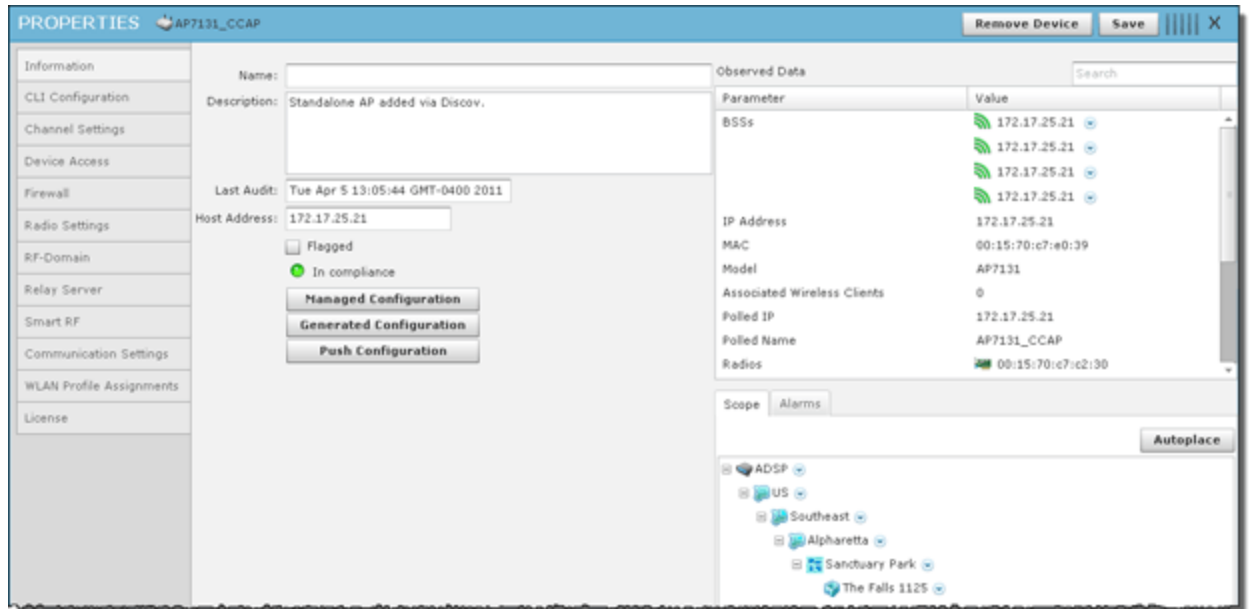 PROPERTIES AP7131_CCAP Remove Device Save X
Information
CLI Configuration
Channel Settings
Device Access
Firewall
Radio Settings
RF-Domain
Relay Server
Smart RF
Communication Settings
WLAN Profile Assignments
License
Name:
Description: Standalone AP added via Discov.
Last Audit: Tue Apr 5 13:05:44 GMT-0400 2011
Host Address: 172.17.25.21
Flagged
In compliance
Managed Configuration
Generated Configuration
Push Configuration
Observed Data Search
Parameter Value
BSSs 172.17.25.21
172.17.25.21
172.17.25.21
172.17.25.21
IP Address 172.17.25.21
MAC 00:15:70:c7:e0:39
Model AP7131
Associated Wireless Clients 0
Polled IP 172.17.25.21
Polled Name AP7131_CCAP
Radios 00:15:70:c7:c2:30
Scope Alarms
Autoplace
ADSP
US
Southeast
Alpharetta
Sanctuary Park
The Falls 1125